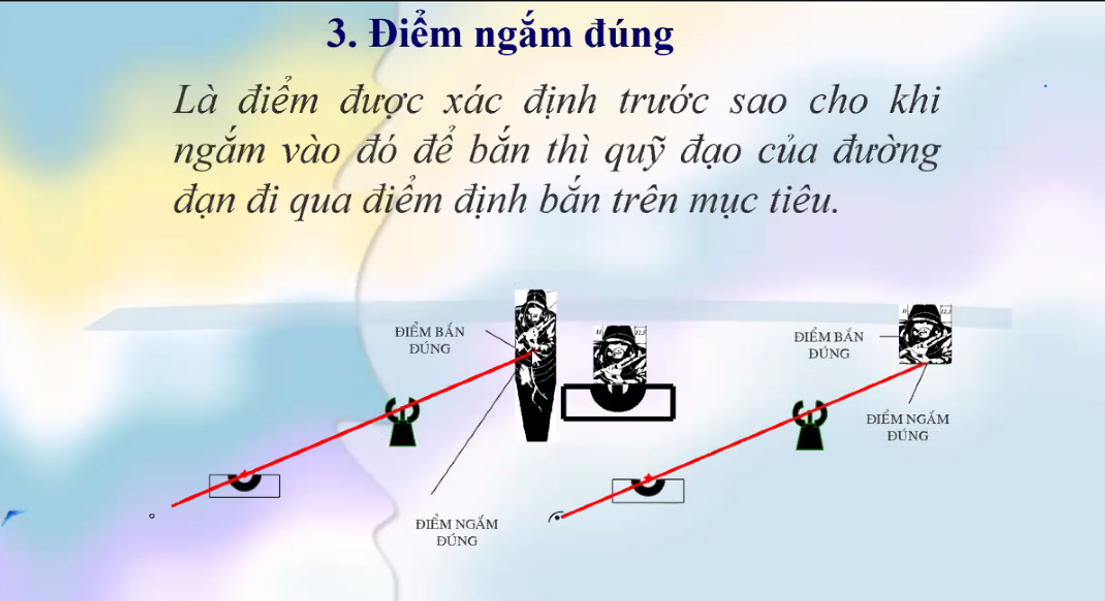 3. Điểm ngắm đúng
Là điểm được xác định trước sao cho khi
ngắm vào đó để bắn thì quỹ đạo của đường
đạn đi qua điểm định bắn trên mục tiêu.
ĐIỂM BẮN
ĐÚNG
ĐIỂM NGẮM
ĐÚNG
ĐIỂM BẮN
ĐÚNG
ĐIỂM NGẮM
ĐÚNG